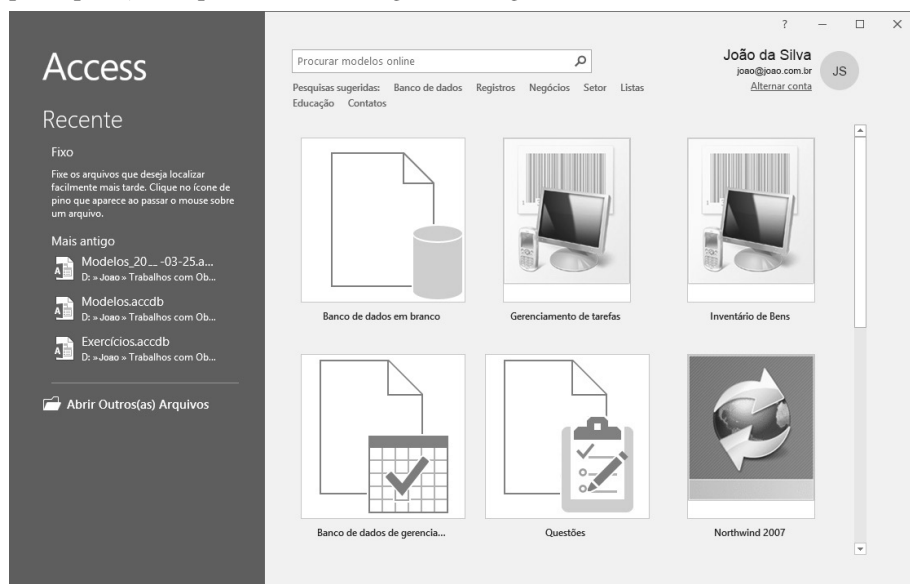 ? — □ ×
Access
Recente
Fixo
Fixe os arquivos que deseja localizar
facilmente mais tarde. Clique no ícone de
pino que aparece ao passar o mouse sobre
um arquivo.
Mais antigo
Modelos_20__-03-25.a...
D: » Joao » Trabalhos com Ob...
Modelos.accdb
D: » Joao » Trabalhos com Ob...
Exercícios.accdb
D: » Joao » Trabalhos com Ob...
Abrir Outros(as) Arquivos
Procurar modelos online
Pesquisas sugeridas: Banco de dados Registros Negócios Setor Listas
Educação Contatos
João da Silva
joao@joao.com.br
Alternar conta
JS
Banco de dados em branco
Gerenciamento de tarefas
Inventário de Bens
Banco de dados de gerencia...
Questões
Northwind 2007